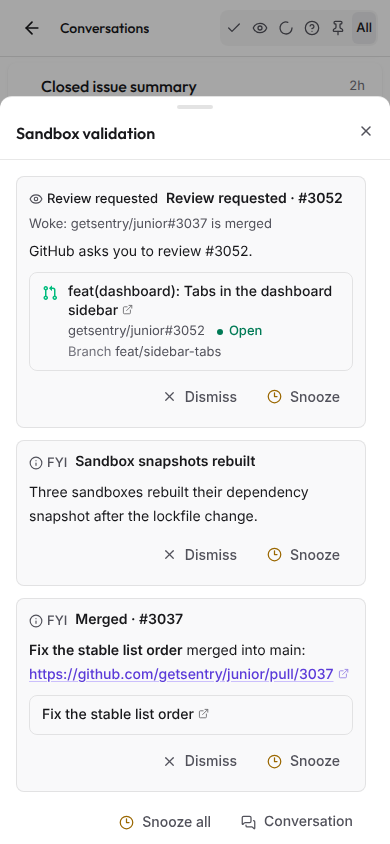 Conversations
All
Closed issue summary
2h
Sandbox validation
Review requested Review requested · #3052
Woke: getsentry/junior#3037 is merged
GitHub asks you to review #3052.
feat(dashboard): Tabs in the dashboard
sidebar
getsentry/junior#3052 Open
Branch feat/sidebar-tabs
Dismiss Snooze
FYI Sandbox snapshots rebuilt
Three sandboxes rebuilt their dependency
snapshot after the lockfile change.
Dismiss Snooze
FYI Merged · #3037
Fix the stable list order merged into main:
https://github.com/getsentry/junior/pull/3037
Fix the stable list order
Dismiss Snooze
Snooze all Conversation